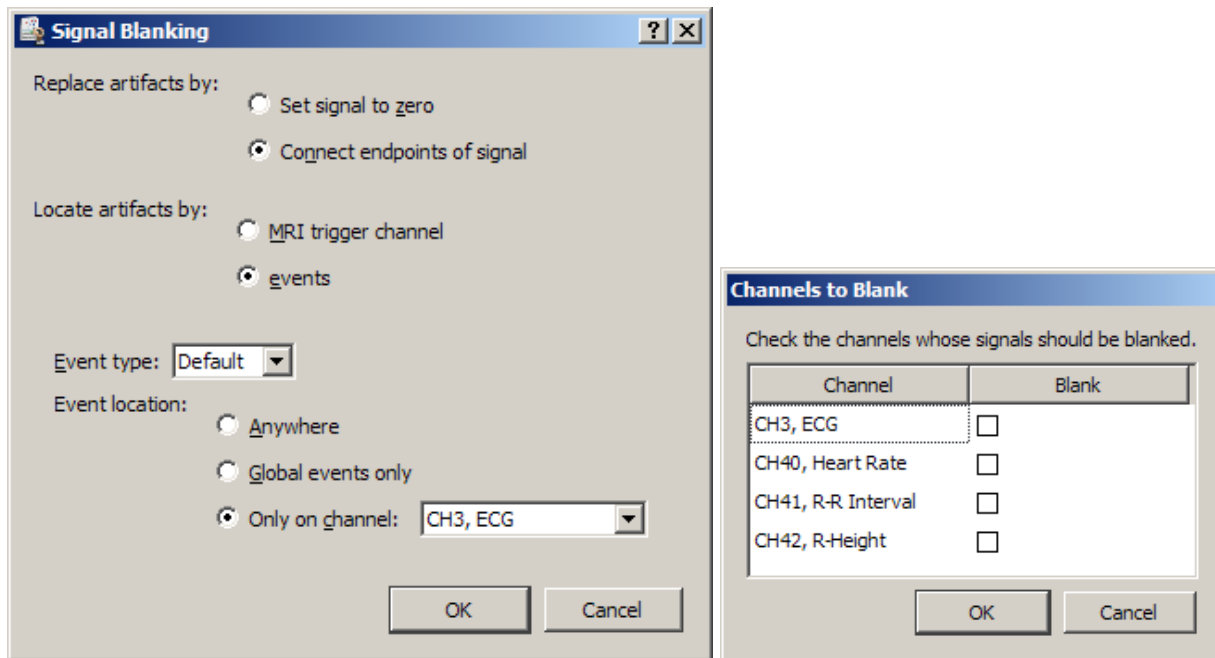 Signal Blanking
Replace artifacts by:
Set signal to zero
Connect endpoints of signal
Locate artifacts by:
MRI trigger channel
events
Event type: Default
Event location:
Anywhere
Global events only
Only on channel: CH3, ECG
OK Cancel
Channels to Blank
Check the channels whose signals should be blanked.
Channel Blank
CH3, ECG
CH40, Heart Rate
CH41, R-R Interval
CH42, R-Height
OK Cancel